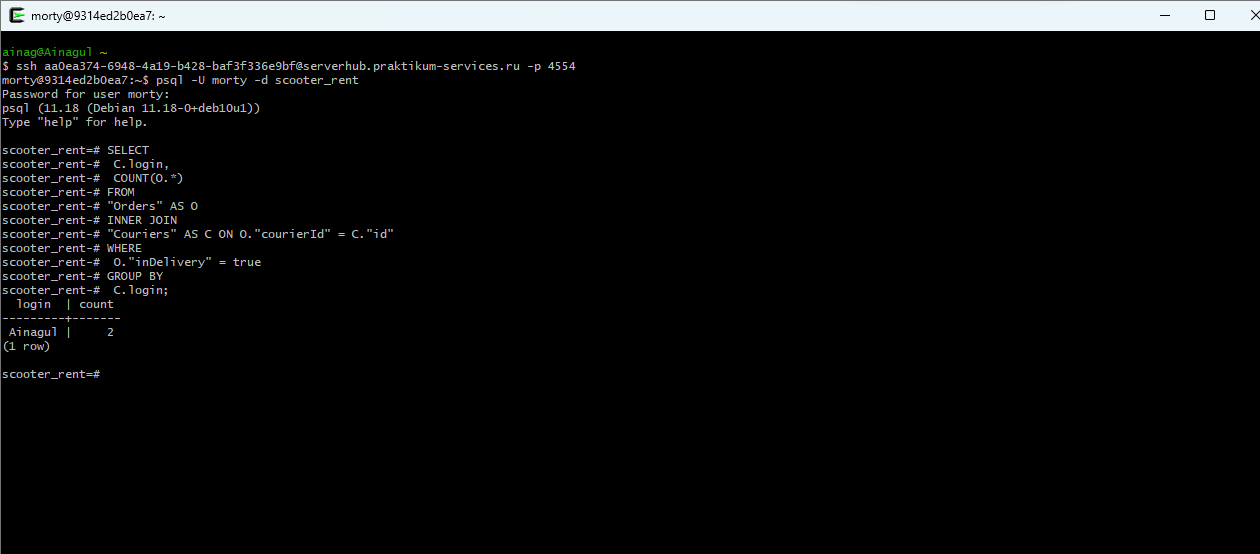 morty@9314ed2b0ea7: ~
ainag@Ainagul ~
$ ssh aa0ea374-6948-4a19-b428-baf3f336e9bf@serverhub.praktikum-services.ru -p 4554
morty@9314ed2b0ea7:~$ psql -U morty -d scooter_rent
Password for user morty:
psql (11.18 (Debian 11.18-0+deb10u1))
Type "help" for help.
scooter_rent=# SELECT
scooter_rent-#  C.login,
scooter_rent-#  COUNT(O.*)
scooter_rent-# FROM
scooter_rent-# "Orders" AS O
scooter_rent-# INNER JOIN
scooter_rent-# "Couriers" AS C ON O."courierId" = C."id"
scooter_rent-# WHERE
scooter_rent-#  O."inDelivery" = true
scooter_rent-# GROUP BY
scooter_rent-#  C.login;
  login  | count
---------+-------
 Ainagul |     2
(1 row)
scooter_rent=#